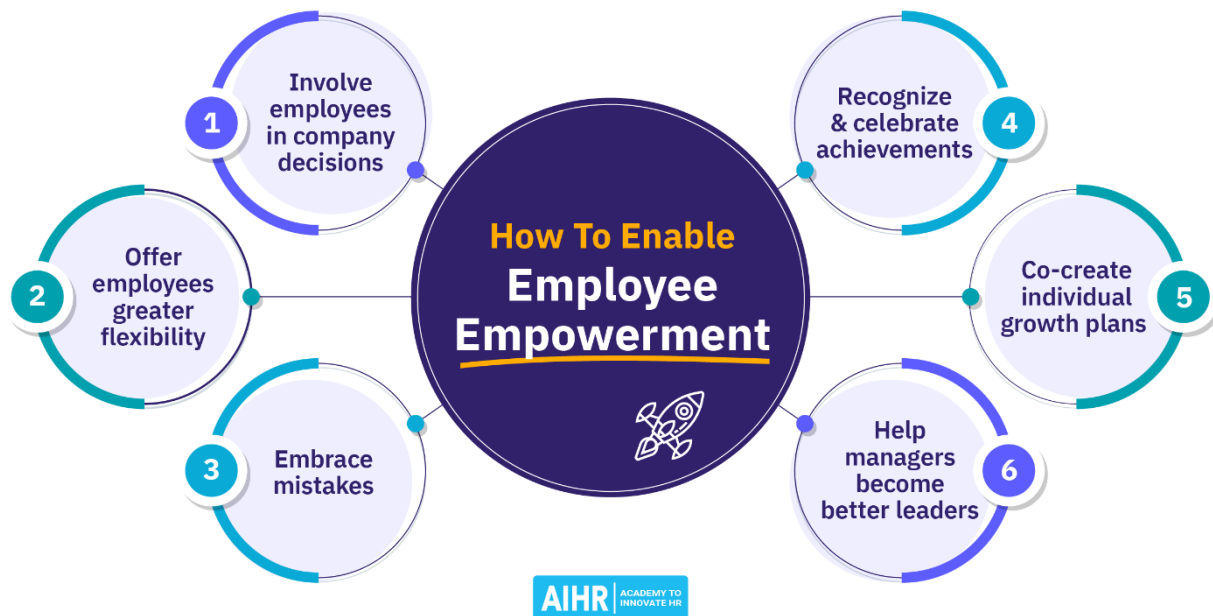 How To Enable
Employee
Empowerment
1
Involve
employees
in company
decisions
2
Offer
employees
greater
flexibility
3
Embrace
mistakes
4
Recognize
& celebrate
achievements
5
Co-create
individual
growth plans
6
Help
managers
become
better leaders
AIHR
ACADEMY TO
INNOVATE HR